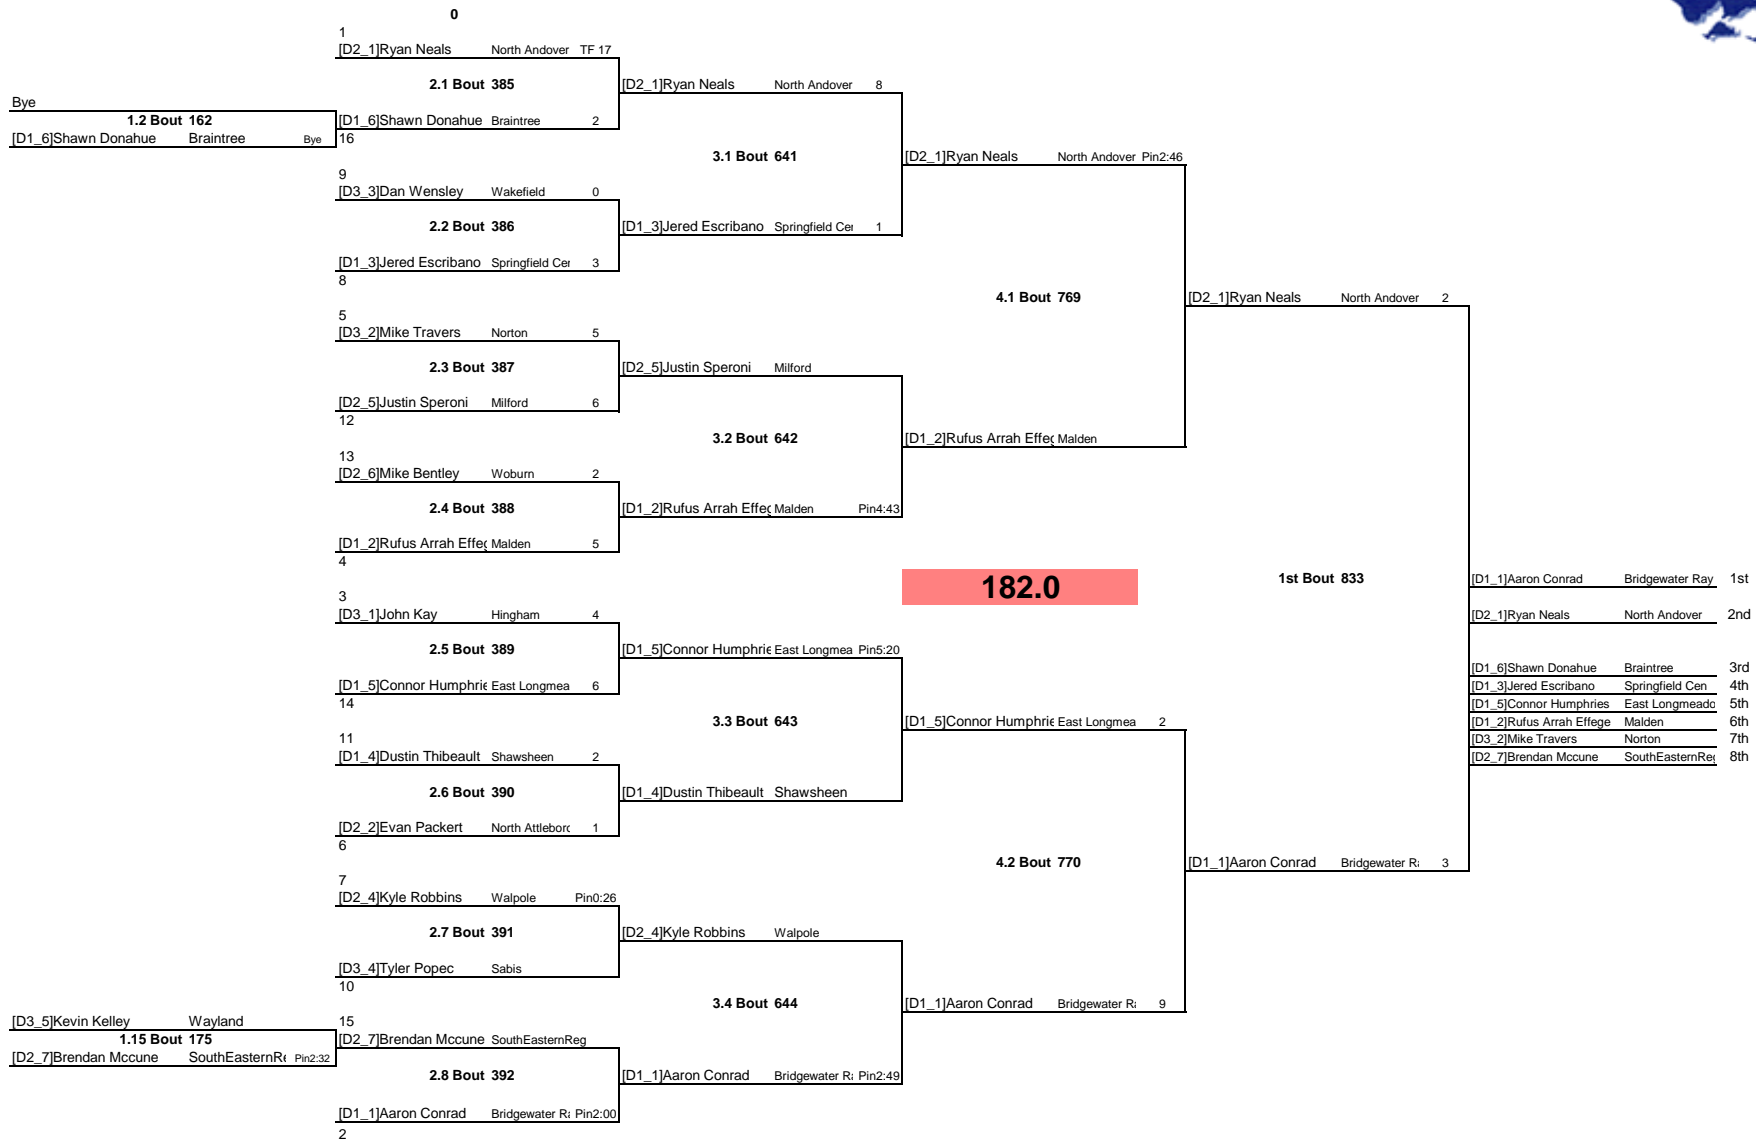 0
1
[D2_1]Ryan Neals North Andover TF 17
2.1 Bout 385
[D2_1]Ryan Neals North Andover 8
Bye
1.2 Bout 162
[D1_6]Shawn Donahue Braintree 2
[D1_6]Shawn Donahue Braintree Bye
16
3.1 Bout 641
[D2_1]Ryan Neals North Andover Pin2:46
9
[D3_3]Dan Wensley Wakefield 0
2.2 Bout 386
[D1_3]Jered Escribano Springfield Cer 1
[D1_3]Jered Escribano Springfield Cer 3
8
4.1 Bout 769
[D2_1]Ryan Neals North Andover 2
5
[D3_2]Mike Travers Norton 5
2.3 Bout 387
[D2_5]Justin Speroni Milford
[D2_5]Justin Speroni Milford 6
12
3.2 Bout 642
[D1_2]Rufus Arrah Effeg Malden
13
[D2_6]Mike Bentley Woburn 2
2.4 Bout 388
[D1_2]Rufus Arrah Effeg Malden Pin4:43
[D1_2]Rufus Arrah Effeg Malden 5
4
182.0
1st Bout 833
[D1_1]Aaron Conrad Bridgewater Ray 1st
3
[D3_1]John Kay Hingham 4
[D2_1]Ryan Neals North Andover 2nd
2.5 Bout 389
[D1_5]Connor Humphrie East Longmea Pin5:20
[D1_6]Shawn Donahue Braintree 3rd
[D1_5]Connor Humphrie East Longmea 6
[D1_3]Jered Escribano Springfield Cen 4th
14
[D1_5]Connor Humphries East Longmeado 5th
3.3 Bout 643
[D1_5]Connor Humphrie East Longmea 2
[D1_2]Rufus Arrah Effege Malden 6th
11
[D3_2]Mike Travers Norton 7th
[D1_4]Dustin Thibeault Shawsheen 2
[D2_7]Brendan Mccune SouthEasternReg 8th
2.6 Bout 390
[D1_4]Dustin Thibeault Shawsheen
[D2_2]Evan Packert North Attleboro 1
6
4.2 Bout 770
[D1_1]Aaron Conrad Bridgewater Ra 3
7
[D2_4]Kyle Robbins Walpole Pin0:26
2.7 Bout 391
[D2_4]Kyle Robbins Walpole
[D3_4]Tyler Popec Sabis
10
3.4 Bout 644
[D1_1]Aaron Conrad Bridgewater Ra 9
[D3_5]Kevin Kelley Wayland
15
1.15 Bout 175
[D2_7]Brendan Mccune SouthEasternReg
[D2_7]Brendan Mccune SouthEasternRe Pin2:32
2.8 Bout 392
[D1_1]Aaron Conrad Bridgewater Ra Pin2:49
[D1_1]Aaron Conrad Bridgewater Ra Pin2:00
2